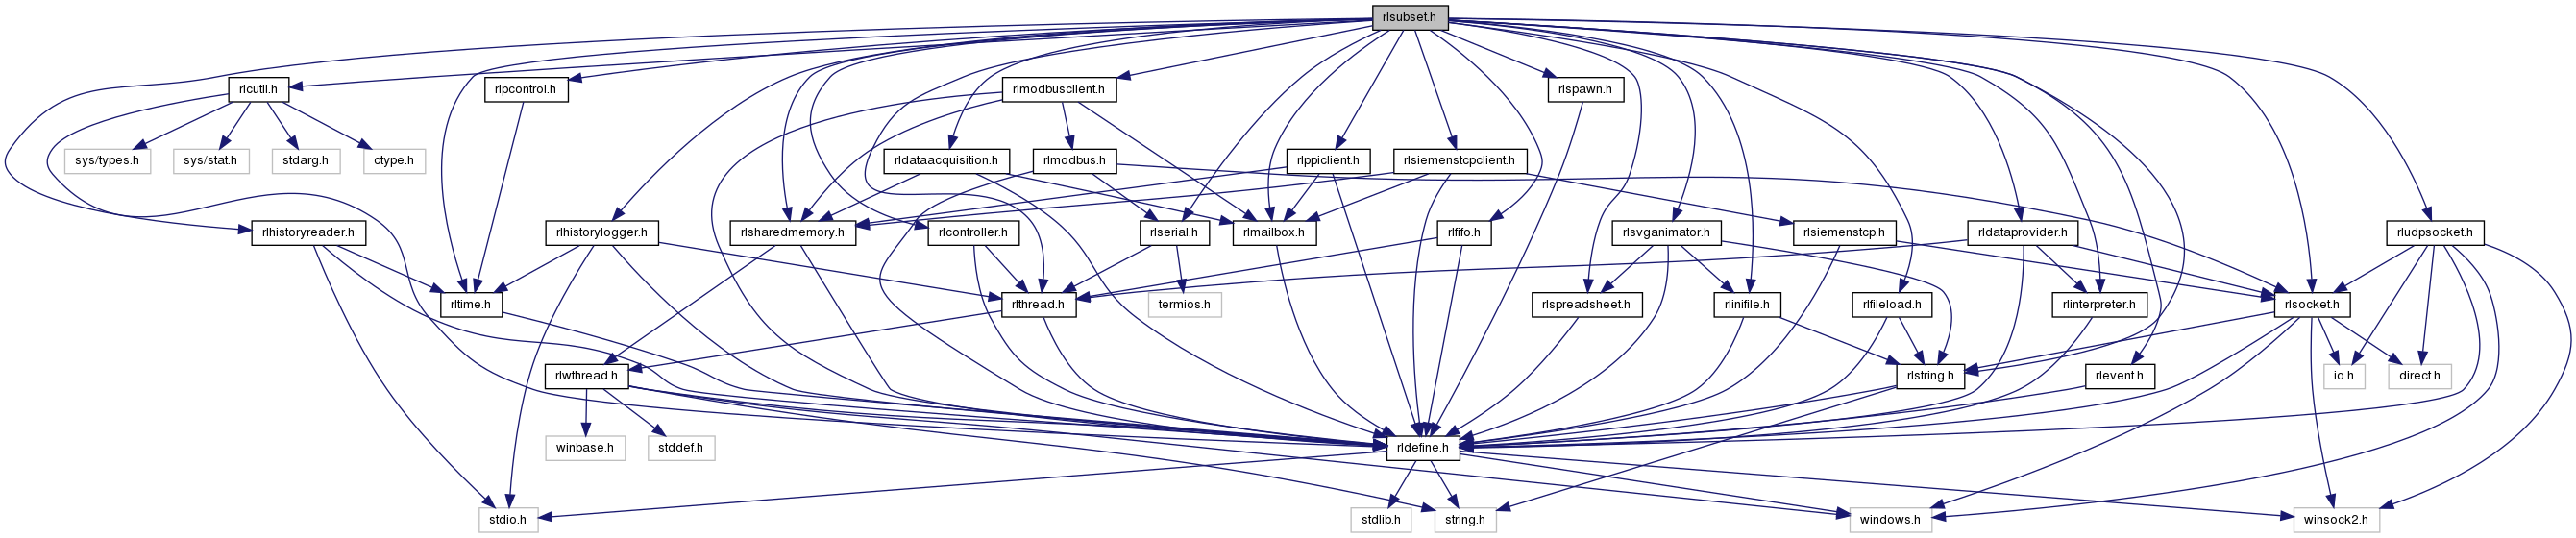 rlsubset.h
rlcutil.h
rlpcontrol.h
rlmodbusclient.h
rlspawn.h
sys/types.h
sys/stat.h
stdarg.h
ctype.h
rldataacquisition.h
rlmodbus.h
rlppiclient.h
rlsiemenstcpclient.h
rlhistoryreader.h
rlhistorylogger.h
rlsharedmemory.h
rlcontroller.h
rlserial.h
rlmailbox.h
rlfifo.h
rlsvganimator.h
rlsiemenstcp.h
rldataprovider.h
rludpsocket.h
rltime.h
rlthread.h
termios.h
rlspreadsheet.h
rlinifile.h
rlfileload.h
rlinterpreter.h
rlsocket.h
rlwthread.h
rlstring.h
rlevent.h
io.h
direct.h
winbase.h
stddef.h
rldefine.h
stdio.h
stdlib.h
string.h
windows.h
winsock2.h